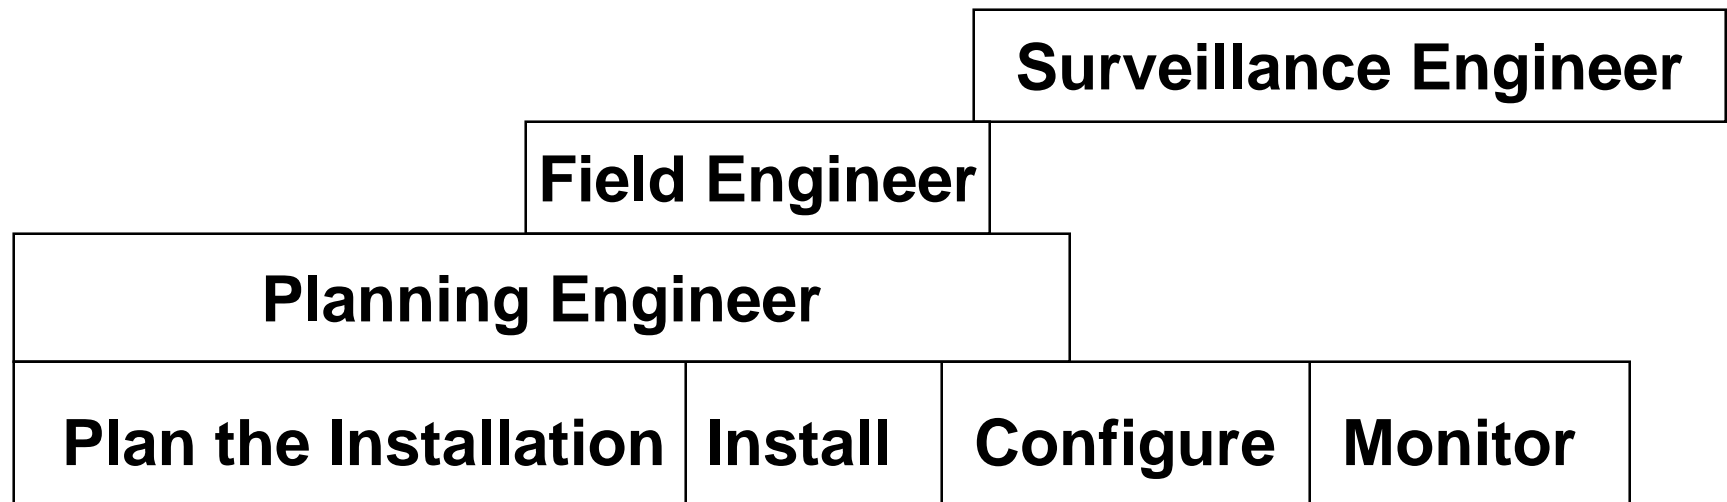 Surveillance Engineer
Field Engineer
Planning Engineer
Plan the Installation
Install
Configure
Monitor